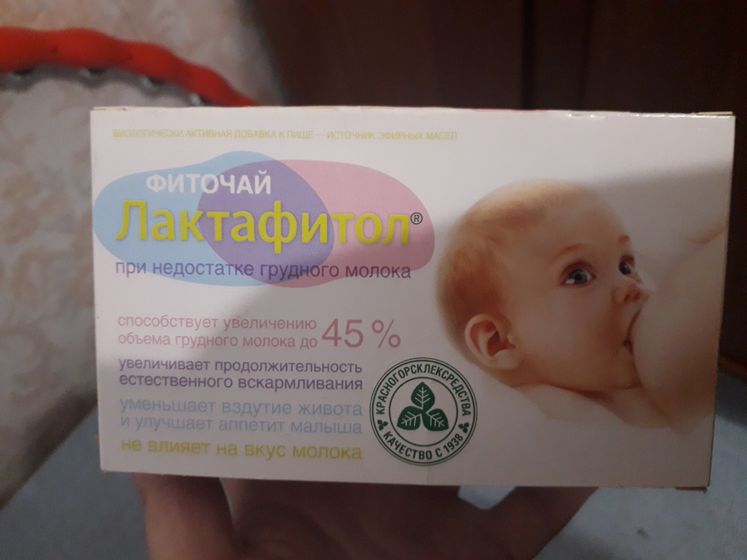 БИОЛОГИЧЕСКИ АКТИВНАЯ ДОБАВКА К ПИЩЕ – ИСТОЧНИК ЭФИРНЫХ МАСЕЛ
ФИТОЧАЙ
Лактафитол®
при недостатке грудного молока
способствует увеличению
объема грудного молока до 45 %
увеличивает продолжительность
естественного вскармливания
уменьшает вздутие живота
и улучшает аппетит малыша
не влияет на вкус молока
КРАСНОГОРСКЛЕКСРЕДСТВА
КАЧЕСТВО С 1938